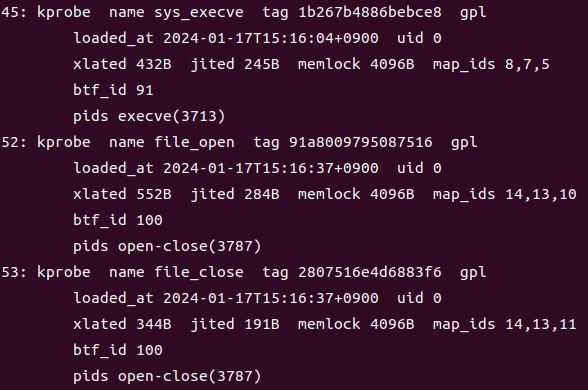 45: kprobe  name sys_execve  tag 1b267b4886bebce8  gpl
        loaded_at 2024-01-17T15:16:04+0900  uid 0
        xlated 432B  jited 245B  memlock 4096B  map_ids 8,7,5
        btf_id 91
        pids execve(3713)
52: kprobe  name file_open  tag 91a8009795087516  gpl
        loaded_at 2024-01-17T15:16:37+0900  uid 0
        xlated 552B  jited 284B  memlock 4096B  map_ids 14,13,10
        btf_id 100
        pids open-close(3787)
53: kprobe  name file_close  tag 2807516e4d6883f6  gpl
        loaded_at 2024-01-17T15:16:37+0900  uid 0
        xlated 344B  jited 191B  memlock 4096B  map_ids 14,13,11
        btf_id 100
        pids open-close(3787)